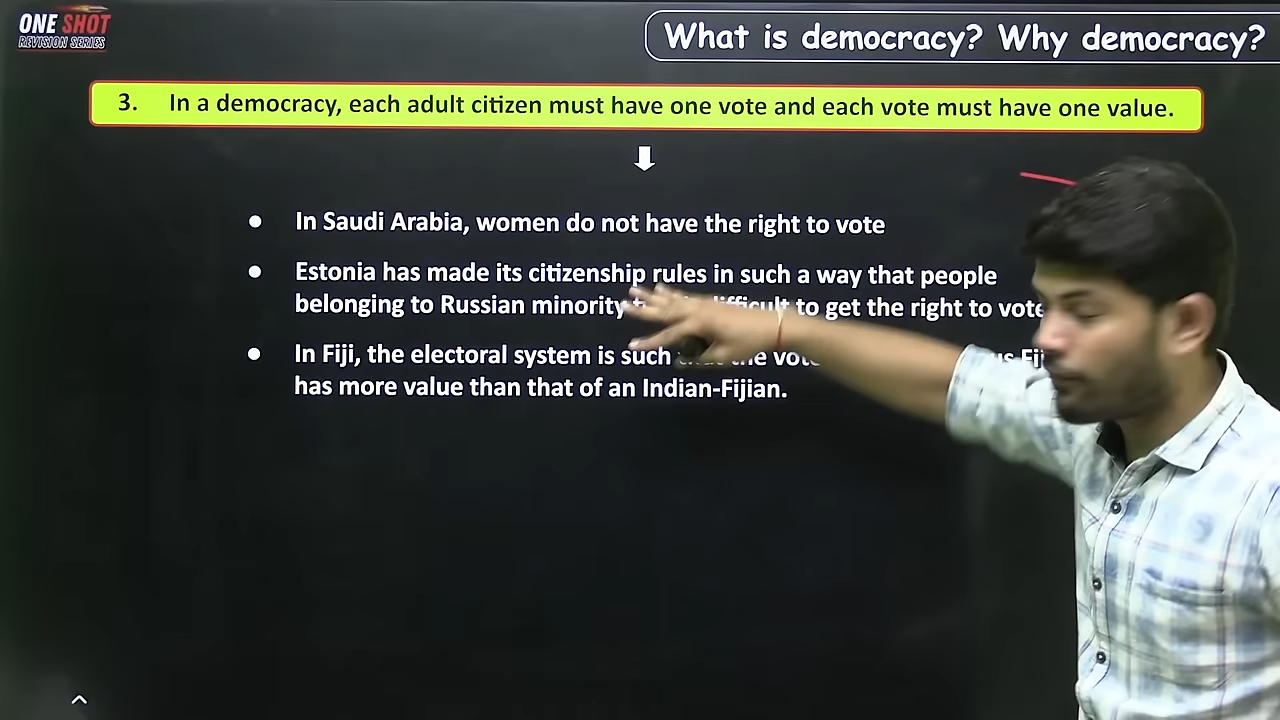 ONE SHOT
REVISION SERIES
What is democracy? Why democracy?
3. In a democracy, each adult citizen must have one vote and each vote must have one value.
● In Saudi Arabia, women do not have the right to vote
● Estonia has made its citizenship rules in such a way that people
belonging to Russian minority difficult to get the right to vote
● In Fiji, the electoral system is such that the
has more value than that of an Indian-Fijian.